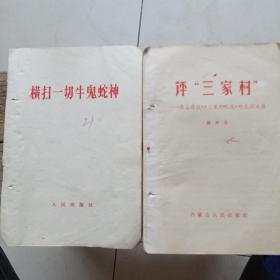 横扫一切牛鬼蛇神
21
人民出版社
评“三家村”
姚文元
内蒙古人民出版社